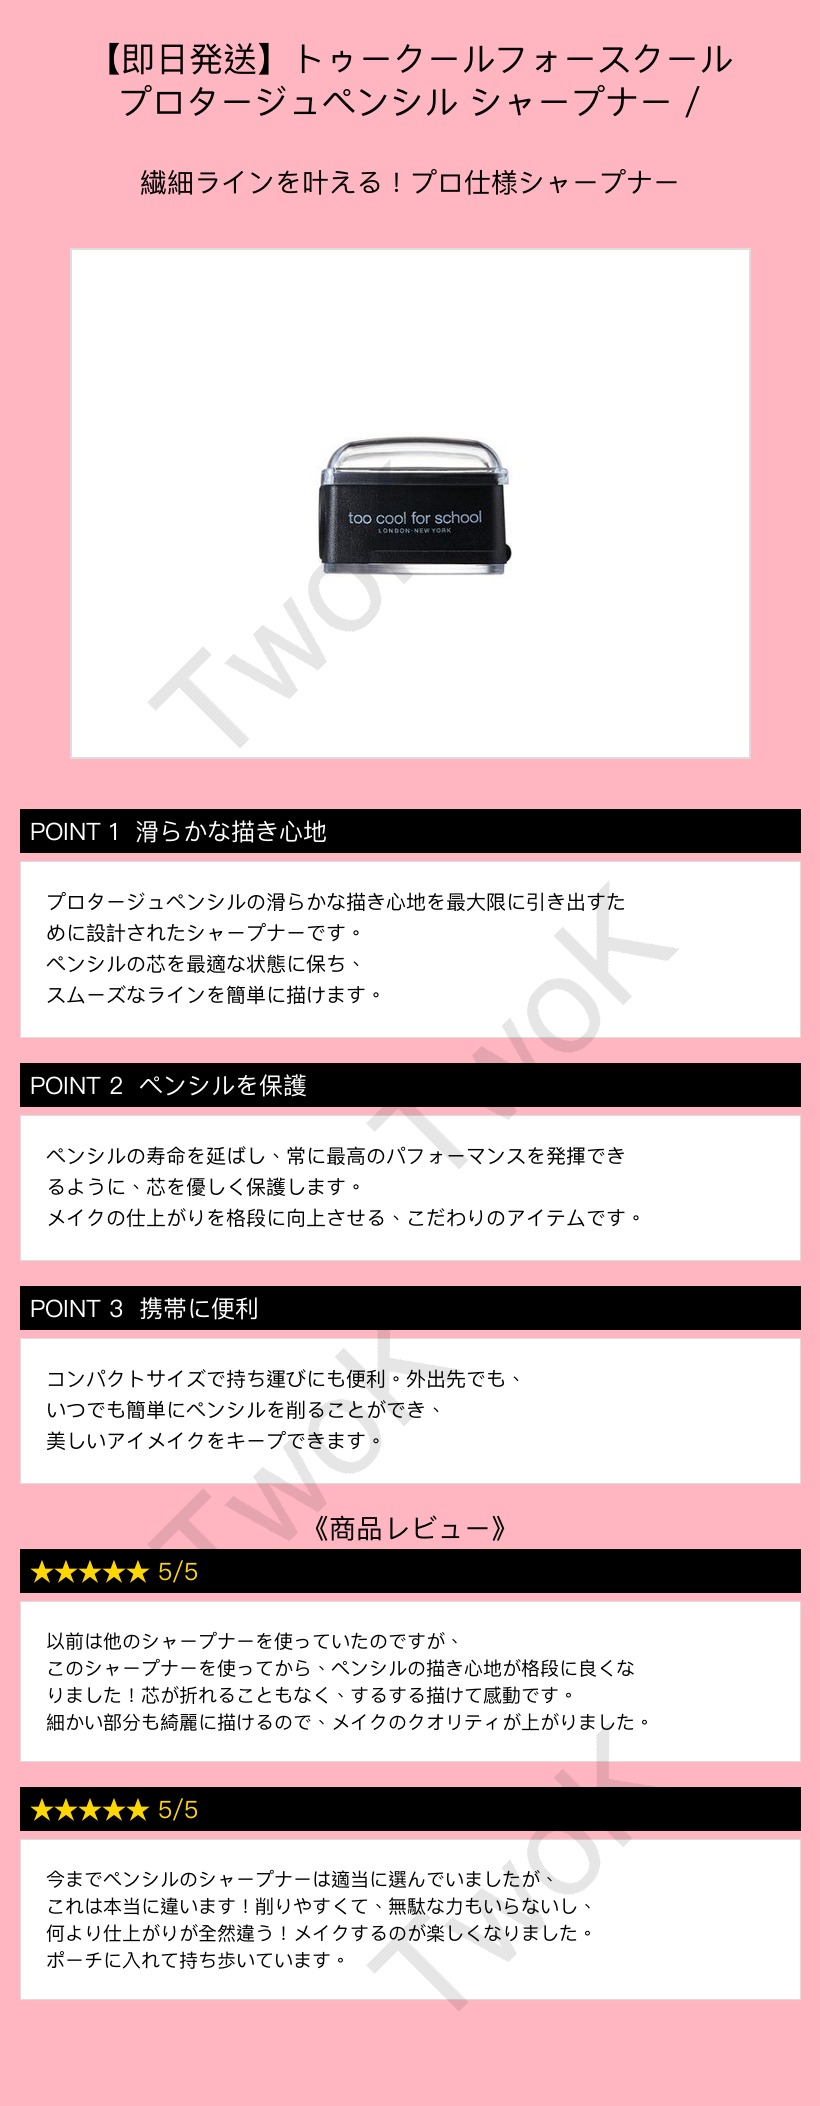 【即日発送】トゥークールフォースクール
プロタージュペンシル シャープナー /
繊細ラインを叶える！プロ仕様シャープナー
too cool for school
LONDON-NEW YORK
TwoK
POINT 1 滑らかな描き心地
プロタージュペンシルの滑らかな描き心地を最大限に引き出すた
めに設計されたシャープナーです。
ペンシルの芯を最適な状態に保ち、
スムーズなラインを簡単に描けます。
TwoK
POINT 2 ペンシルを保護
ペンシルの寿命を延ばし、常に最高のパフォーマンスを発揮でき
るように、芯を優しく保護します。
メイクの仕上がりを格段に向上させる、こだわりのアイテムです。
POINT 3 携帯に便利
コンパクトサイズで持ち運びにも便利。外出先でも、
いつでも簡単にペンシルを削ることができ、
美しいアイメイクをキープできます。
TwoK
《商品レビュー》
★★★★★ 5/5
以前は他のシャープナーを使っていたのですが、
このシャープナーを使ってから、ペンシルの描き心地が格段に良くな
りました！芯が折れることもなく、するする描けて感動です。
細かい部分も綺麗に描けるので、メイクのクオリティが上がりました。
★★★★★ 5/5
今までペンシルのシャープナーは適当に選んでいましたが、
これは本当に違います！削りやすくて、無駄な力もいらないし、
何より仕上がりが全然違う！メイクするのが楽しくなりました。
ポーチに入れて持ち歩いています。
TwoK